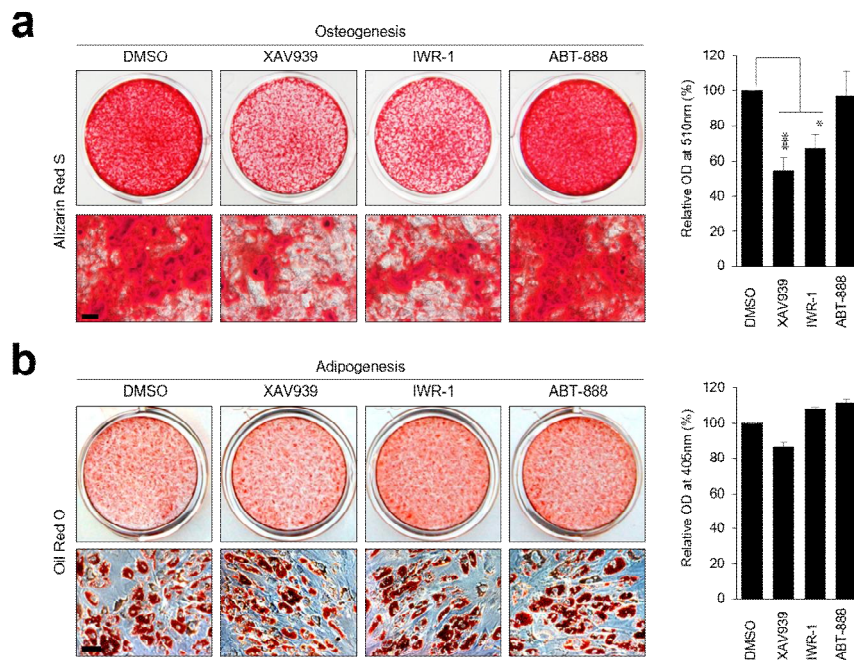 a
Osteogenesis
DMSO XAV939 IWR-1 ABT-888
Alizarin Red S
Relative OD at 510nm (%)
120
100
80
60
40
20
0
**
*
DMSO
XAV939
IWR-1
ABT-888
b
Adipogenesis
DMSO XAV939 IWR-1 ABT-888
Oil Red O
Relative OD at 405nm (%)
120
100
80
60
40
20
0
DMSO
XAV939
IWR-1
ABT-888